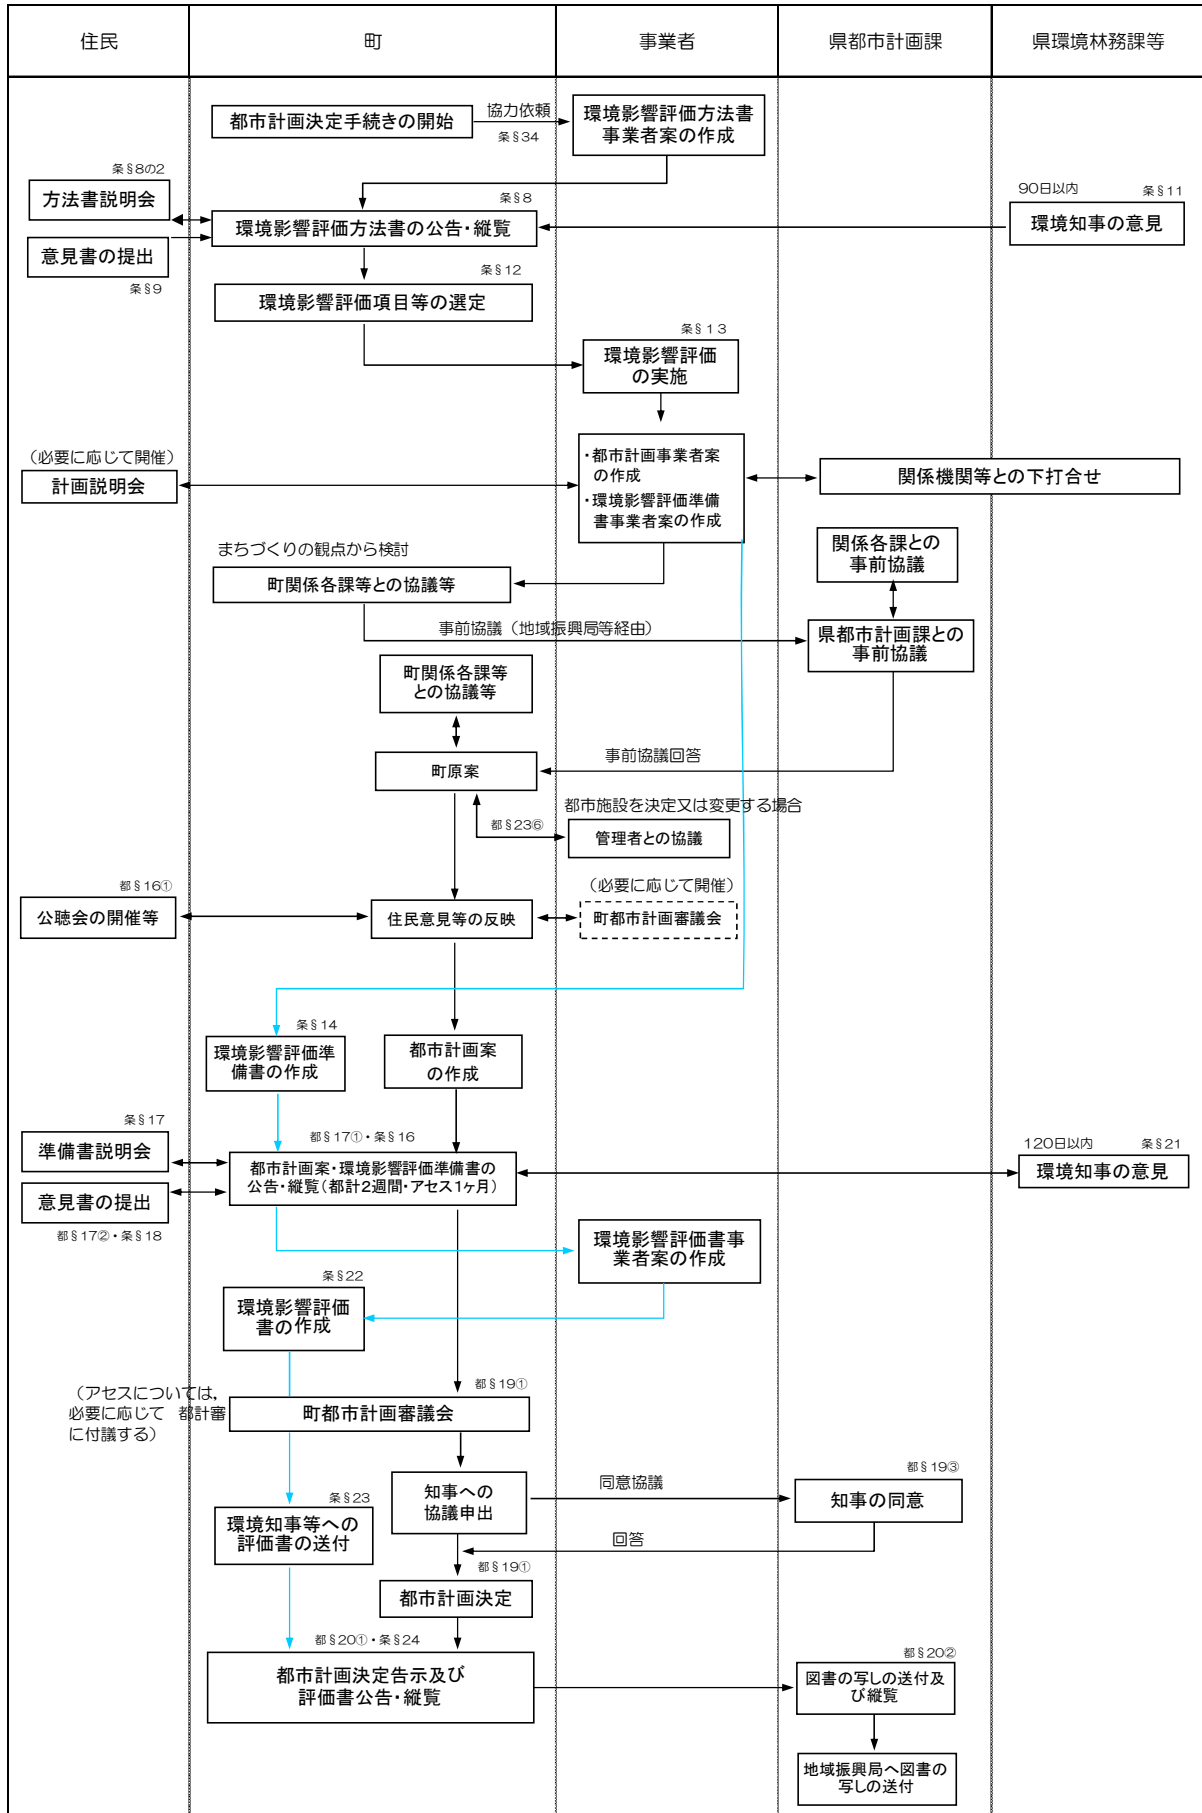 住民
町
事業者
県都市計画課
県環境林務課等
都市計画決定手続きの開始
協力依頼
条§34
環境影響評価方法書
事業者案の作成
条§8の2
方法書説明会
条§8
環境影響評価方法書の公告・縦覧
90日以内
条§11
環境知事の意見
意見書の提出
条§9
条§12
環境影響評価項目等の選定
条§13
環境影響評価
の実施
（必要に応じて開催）
計画説明会
・都市計画事業者案
の作成
・環境影響評価準備
書事業者案の作成
関係機関等との下打合せ
まちづくりの観点から検討
町関係各課等との協議等
関係各課との
事前協議
事前協議（地域振興局等経由）
県都市計画課との
事前協議
町関係各課等
との協議等
町原案
事前協議回答
都市施設を決定又は変更する場合
都§23⑥
管理者との協議
都§16①
公聴会の開催等
住民意見等の反映
（必要に応じて開催）
町都市計画審議会
条§14
環境影響評価準
備書の作成
都市計画案
の作成
条§17
準備書説明会
都§17①・条§16
都市計画案・環境影響評価準備書の
公告・縦覧（都計2週間・アセス1ヶ月）
120日以内
条§21
環境知事の意見
意見書の提出
都§17②・条§18
環境影響評価書事
業者案の作成
条§22
環境影響評価
書の作成
（アセスについては，
必要に応じて　都計審
に付議する）
都§19①
町都市計画審議会
知事への
協議申出
同意協議
都§19③
知事の同意
条§23
環境知事等への
評価書の送付
回答
都§19①
都市計画決定
都§20①・条§24
都市計画決定告示及び
評価書公告・縦覧
都§20②
図書の写しの送付及
び縦覧
地域振興局へ図書の
写しの送付